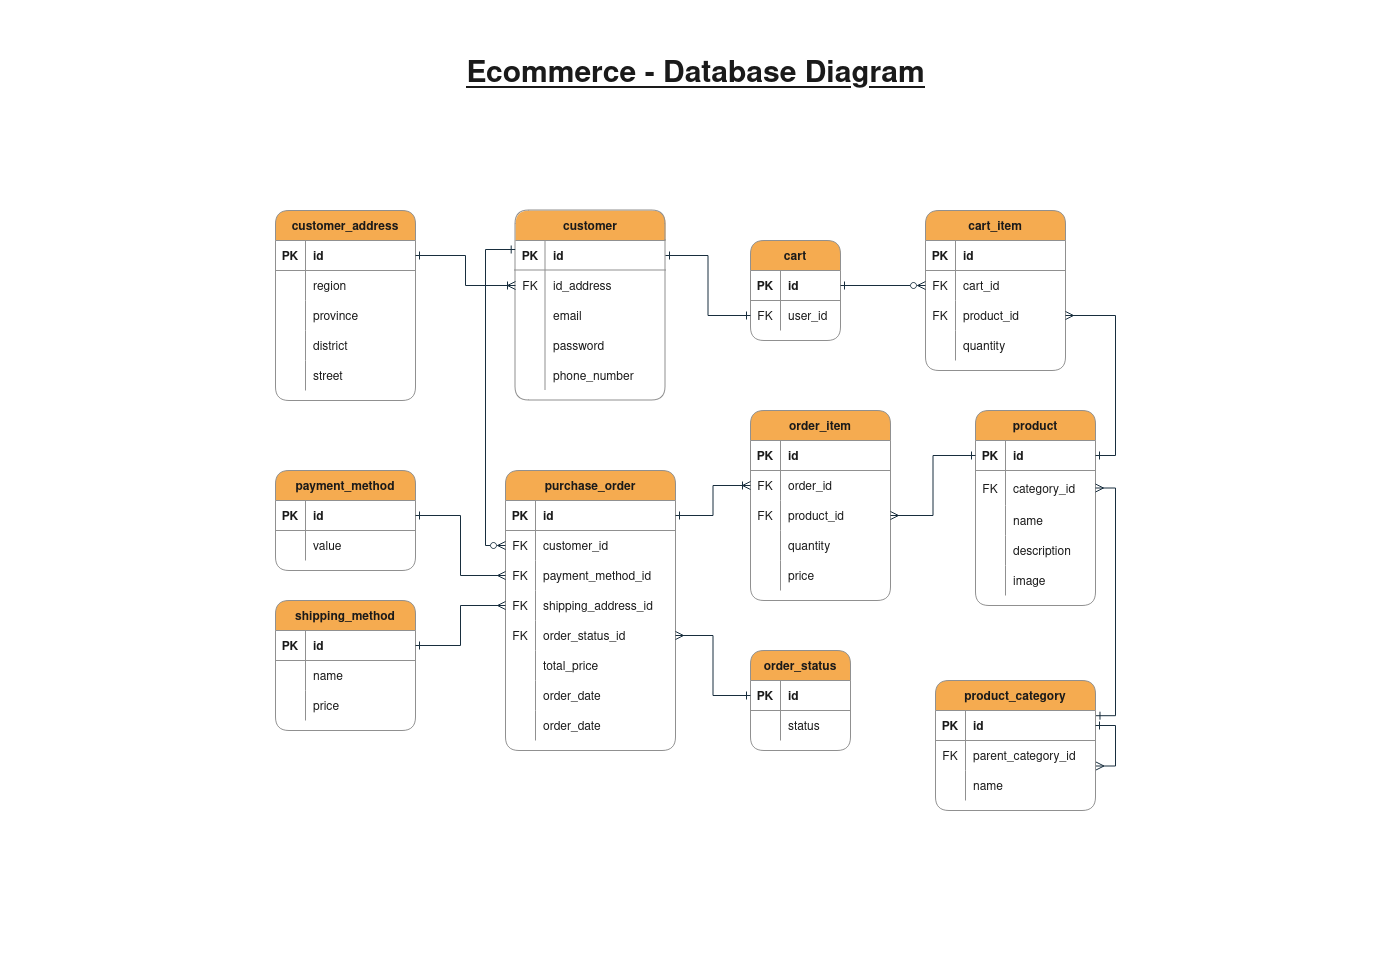 Ecommerce - Database Diagram
customer_address
PK id
region
province
district
street
customer
PK id
FK id_address
email
password
phone_number
cart
PK id
FK user_id
cart_item
PK id
FK cart_id
FK product_id
quantity
payment_method
PK id
value
shipping_method
PK id
name
price
purchase_order
PK id
FK customer_id
FK payment_method_id
FK shipping_address_id
FK order_status_id
total_price
order_date
order_date
order_item
PK id
FK order_id
FK product_id
quantity
price
product
PK id
FK category_id
name
description
image
order_status
PK id
status
product_category
PK id
FK parent_category_id
name